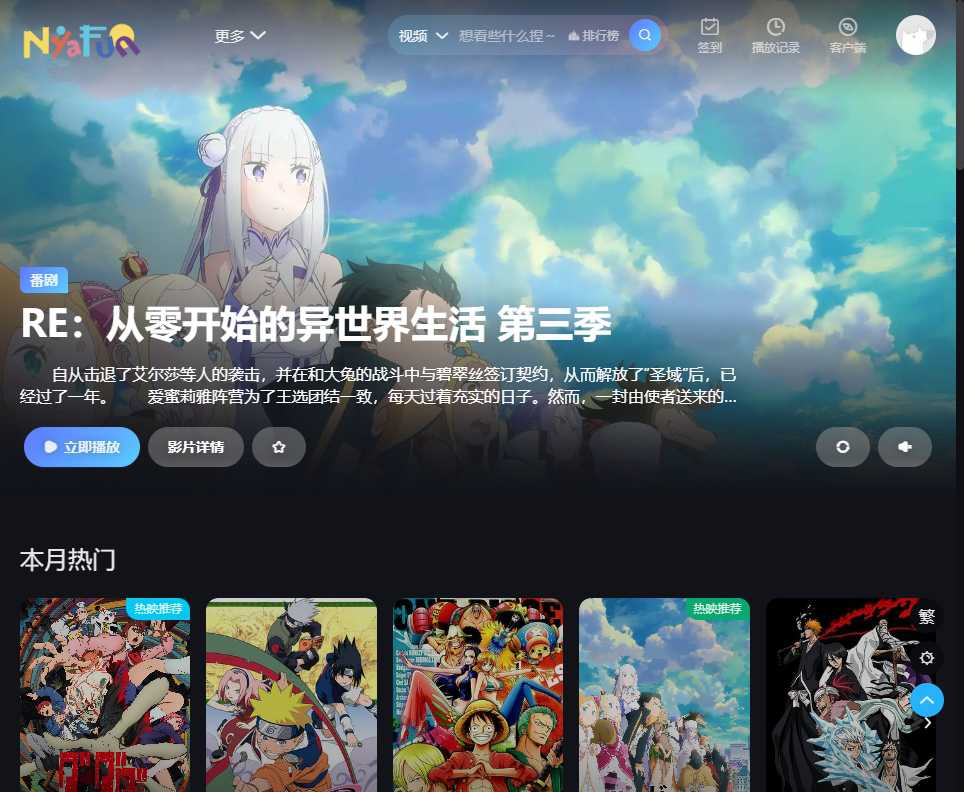 NyaFun
更多
视频
想看些什么捏～
排行榜
签到
播放记录
客户端
番剧
RE：从零开始的异世界生活 第三季
自从击退了艾尔莎等人的袭击，并在和大兔的战斗中与碧翠丝签订契约，从而解放了“圣域”后，已
经过了一年。 爱蜜莉雅阵营为了王选团结一致，每天过着充实的日子。然而，一封由使者送来的...
立即播放
影片详情
本月热门
热映推荐
热映推荐
繁
ダンダダン